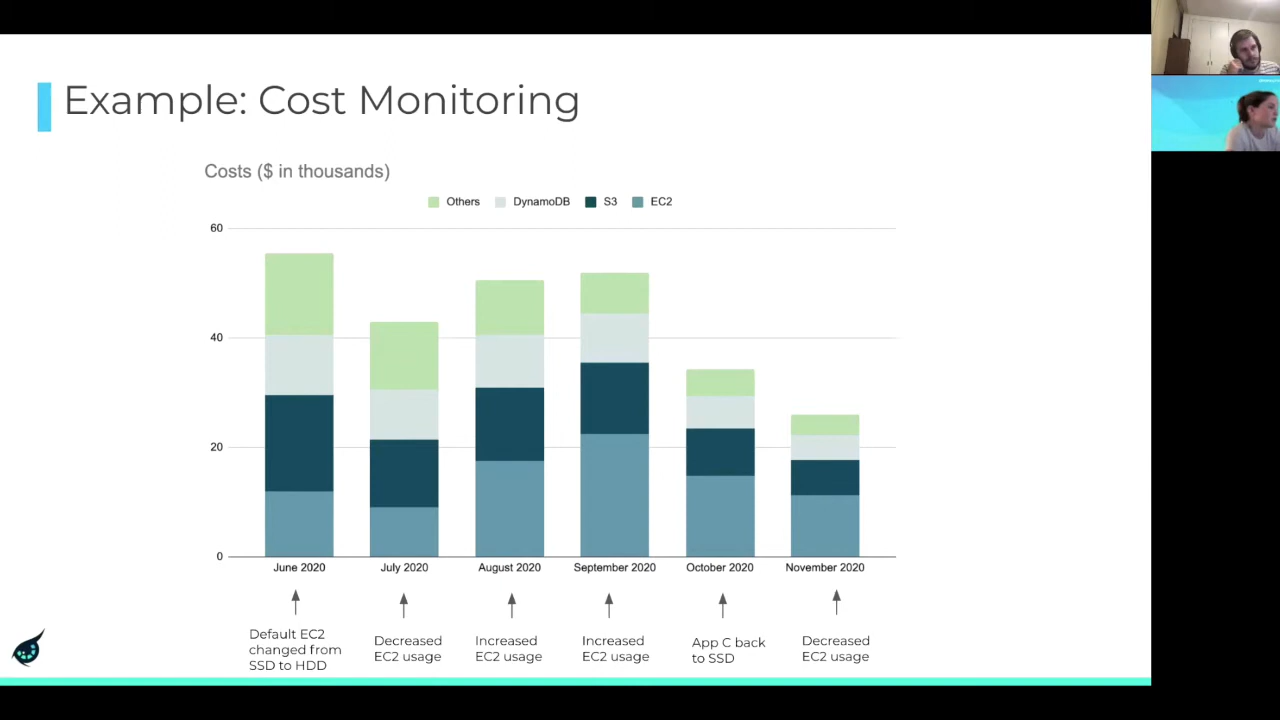 Example: Cost Monitoring
Costs ($ in thousands)
Others
DynamoDB
S3
EC2
60
40
20
0
June 2020
July 2020
August 2020
September 2020
October 2020
November 2020
Default EC2
changed from
SSD to HDD
Decreased
EC2 usage
Increased
EC2 usage
Increased
EC2 usage
App C back
to SSD
Decreased
EC2 usage